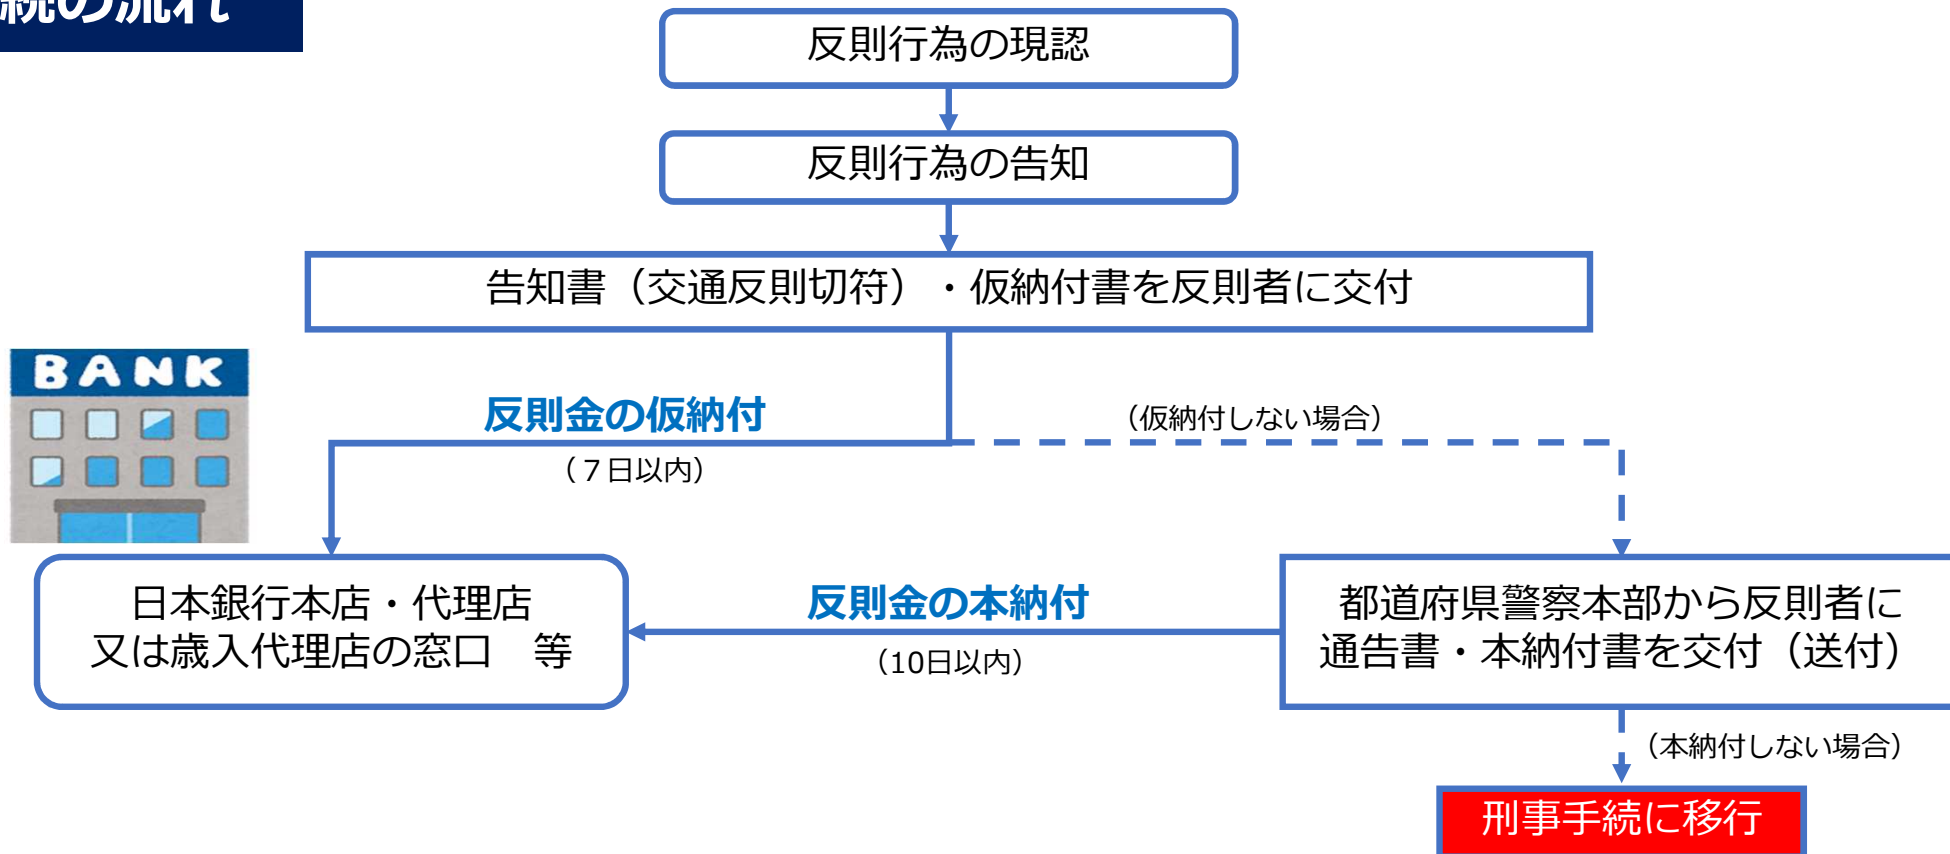 続の流れ
反則行為の現認
反則行為の告知
告知書（交通反則切符）・仮納付書を反則者に交付
BANK
反則金の仮納付
（７日以内）
（仮納付しない場合）
日本銀行本店・代理店
又は歳入代理店の窓口　等
反則金の本納付
（10日以内）
都道府県警察本部から反則者に
通告書・本納付書を交付（送付）
（本納付しない場合）
刑事手続に移行